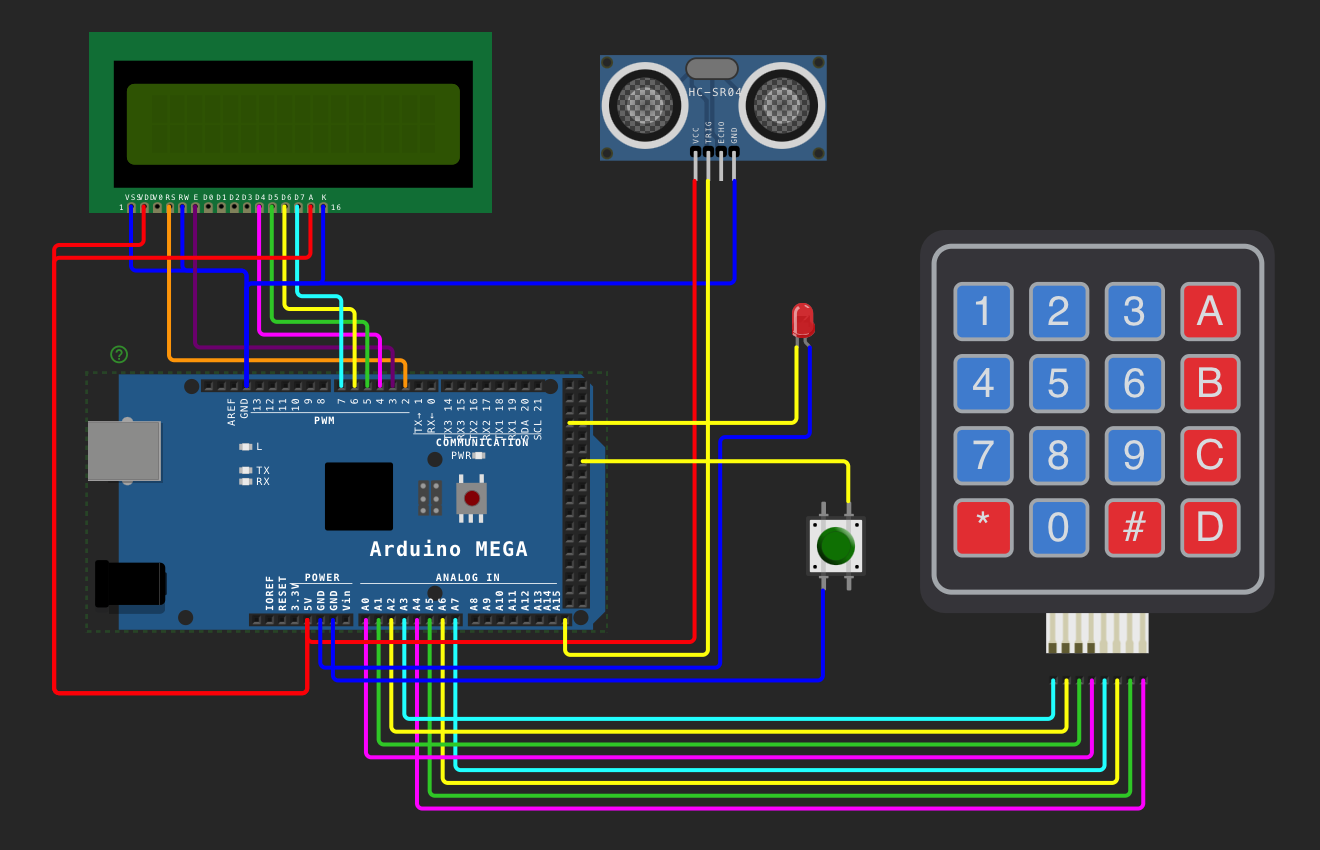 HC-SR04
VCC TRIG ECHO GND
VSS VDD V0 RS RW E D0 D1 D2 D3 D4 D5 D6 D7 A K
1 16
1 2 3 A
4 5 6 B
7 8 9 C
* 0 # D
?
AREF GND 13 12 11 10 9 8 7 6 5 4 3 2 TX→ 1 RX← 0 TX3 14 RX3 15 TX2 16 RX2 17 TX1 18 RX1 19 SDA 20 SCL 21
PWM
COMMUNICATION
L
PWR
TX
RX
Arduino MEGA
POWER
ANALOG IN
IOREF RESET 3.3V 5V GND GND Vin A0 A1 A2 A3 A4 A5 A6 A7 A8 A9 A10 A11 A12 A13 A14 A15